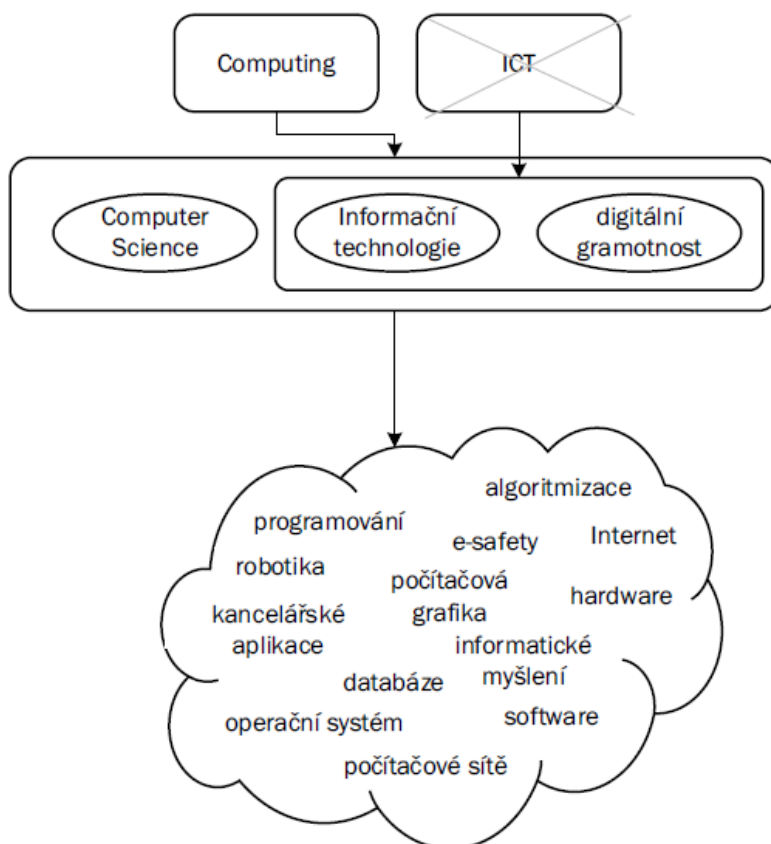 Computing
ICT
Computer
Science
Informační
technologie
digitální
gramotnost
algoritmizace
programování
e-safety
Internet
robotika
počítačová
grafika
hardware
kancelářské
aplikace
informatické
myšlení
databáze
operační systém
software
počítačové sítě